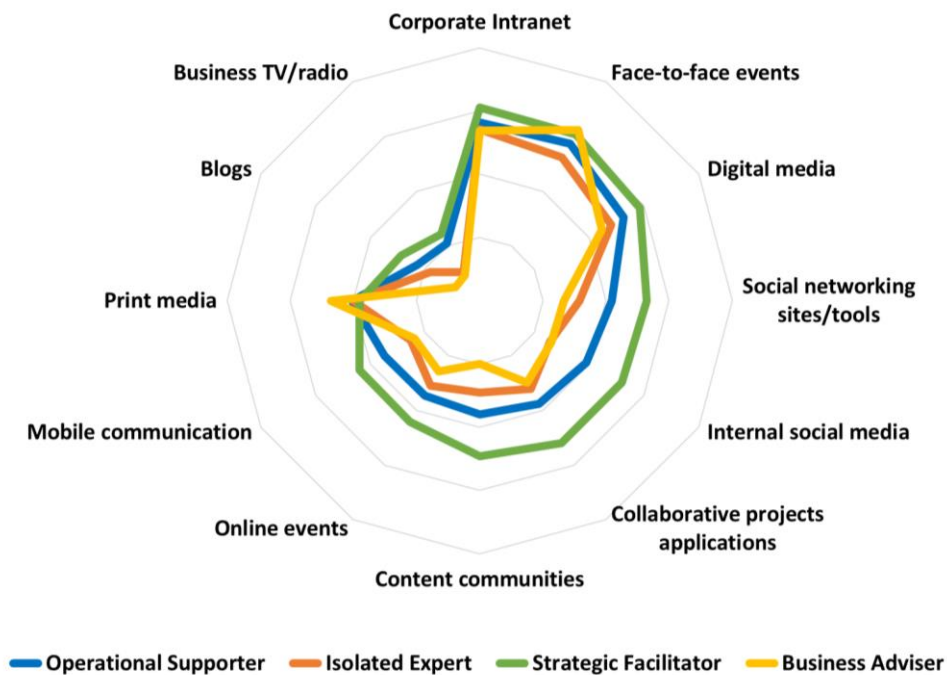 Corporate Intranet
Business TV/radio
Face-to-face events
Blogs
Digital media
Print media
Social networking
sites/tools
Mobile communication
Internal social media
Online events
Collaborative projects
applications
Content communities
Operational Supporter
Isolated Expert
Strategic Facilitator
Business Adviser